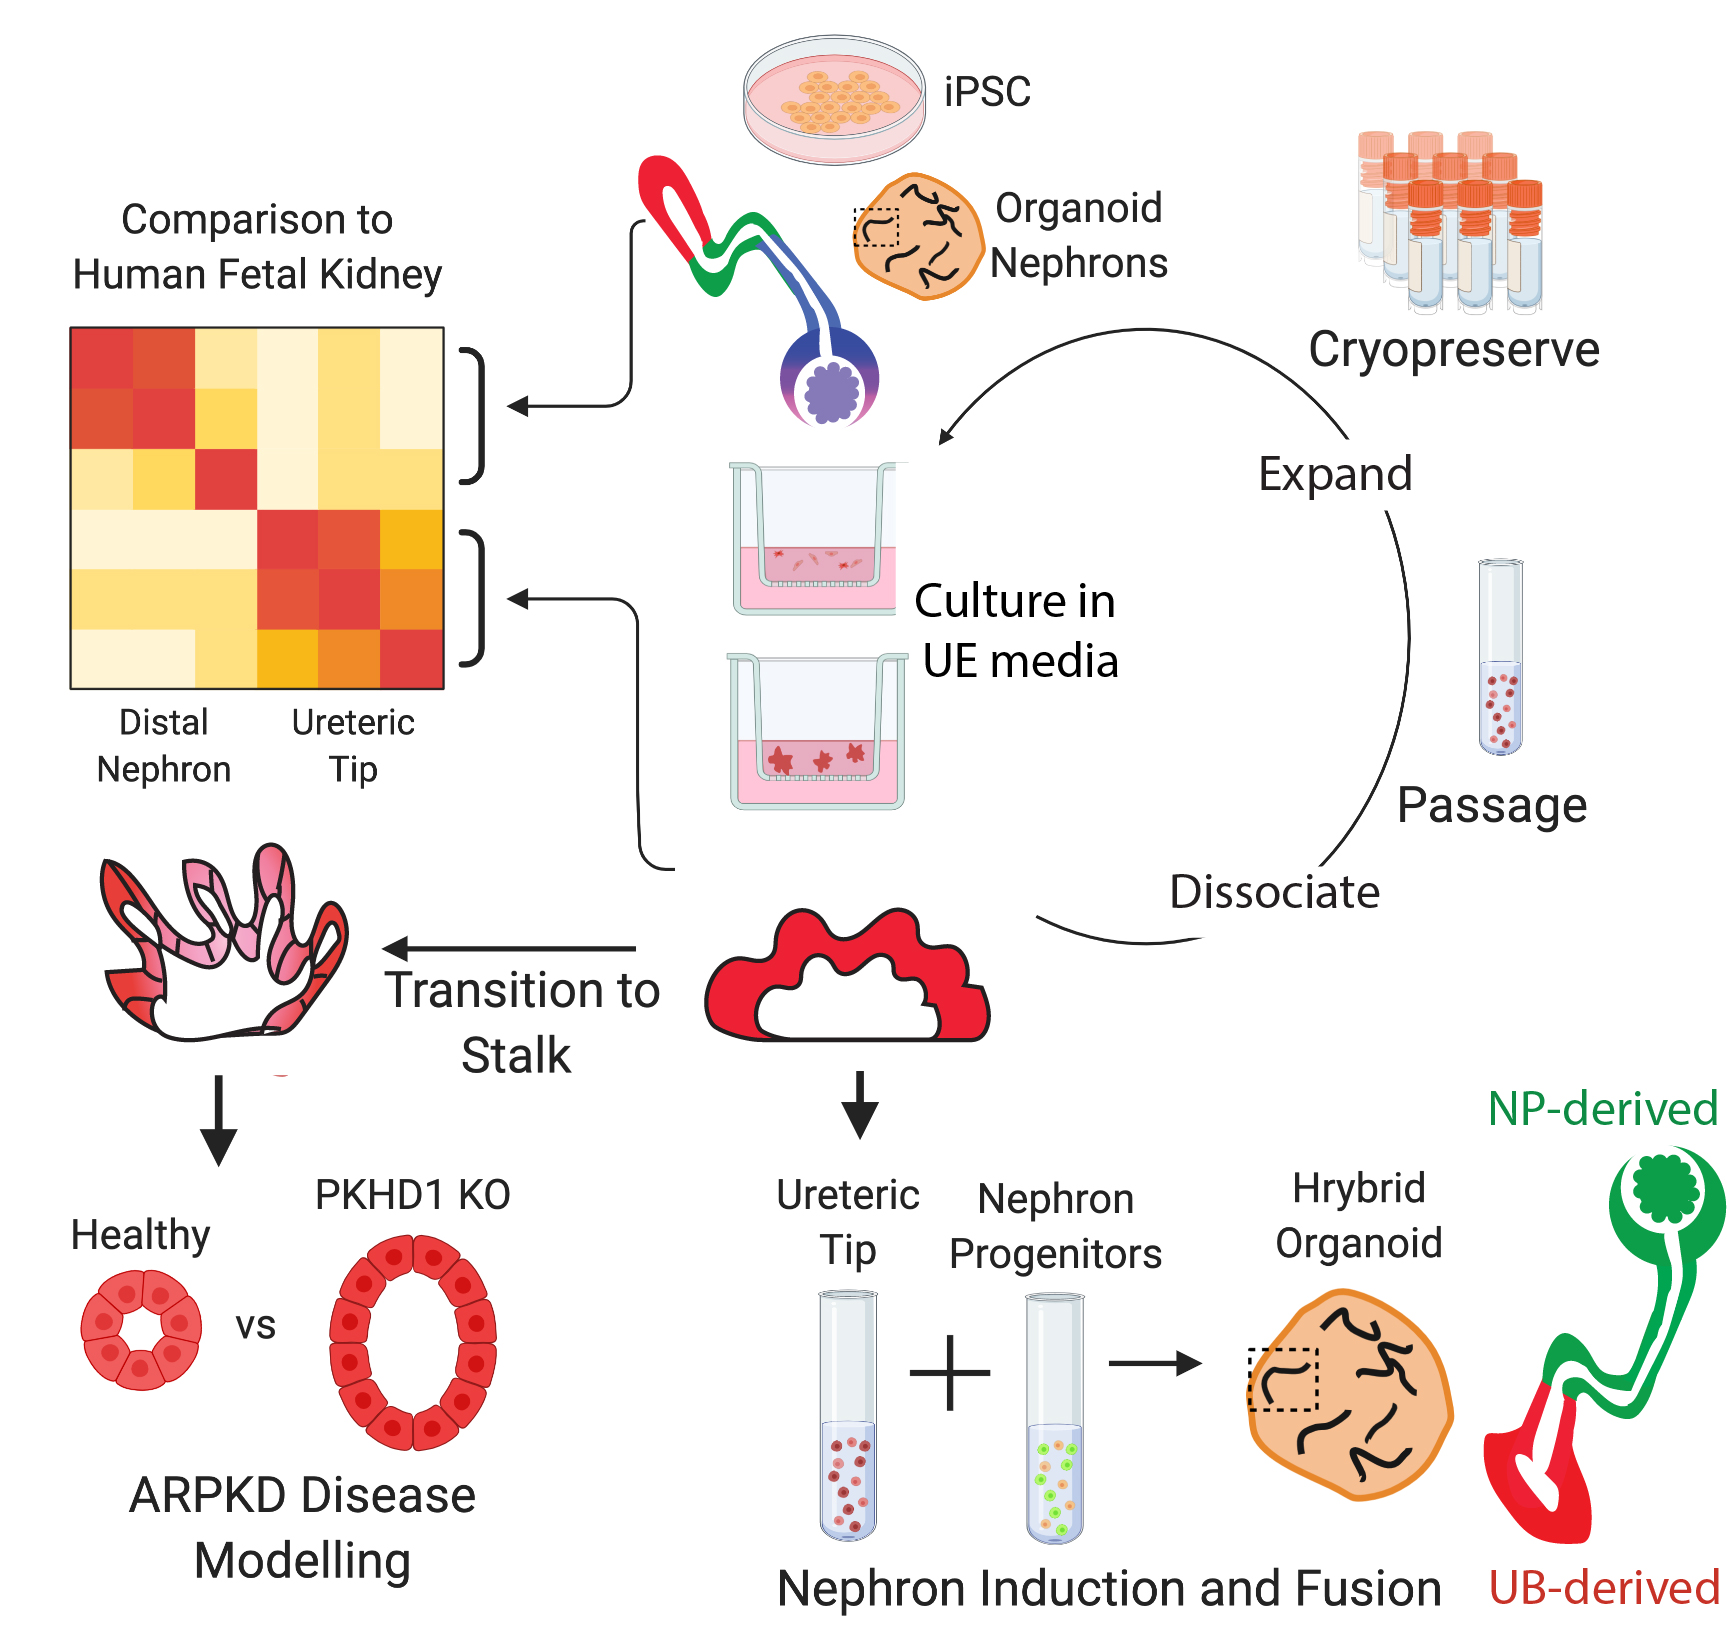 iPSC
Organoid
Nephrons
Cryopreserve
Comparison to
Human Fetal Kidney
Expand
Culture in
UE media
Distal
Nephron
Ureteric
Tip
Passage
Dissociate
Transition to
Stalk
Healthy
vs
PKHD1 KO
ARPKD Disease
Modelling
Ureteric
Tip
Nephron
Progenitors
Hrybrid
Organoid
NP-derived
Nephron Induction and Fusion
UB-derived